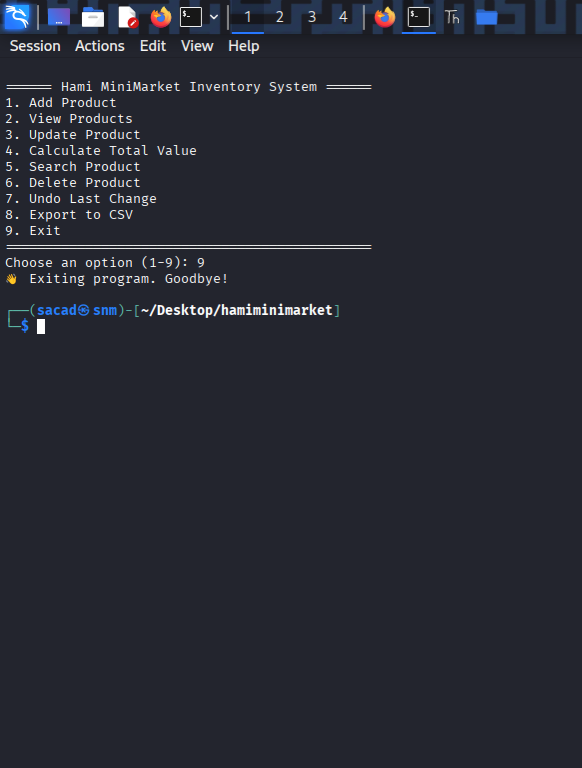 1 2 3 4
Session Actions Edit View Help
====== Hami MiniMarket Inventory System ======
1. Add Product
2. View Products
3. Update Product
4. Calculate Total Value
5. Search Product
6. Delete Product
7. Undo Last Change
8. Export to CSV
9. Exit
==============================================
Choose an option (1-9): 9
👋 Exiting program. Goodbye!
┌──(sacad㉿snm)-[~/Desktop/hamiminimarket]
└─$